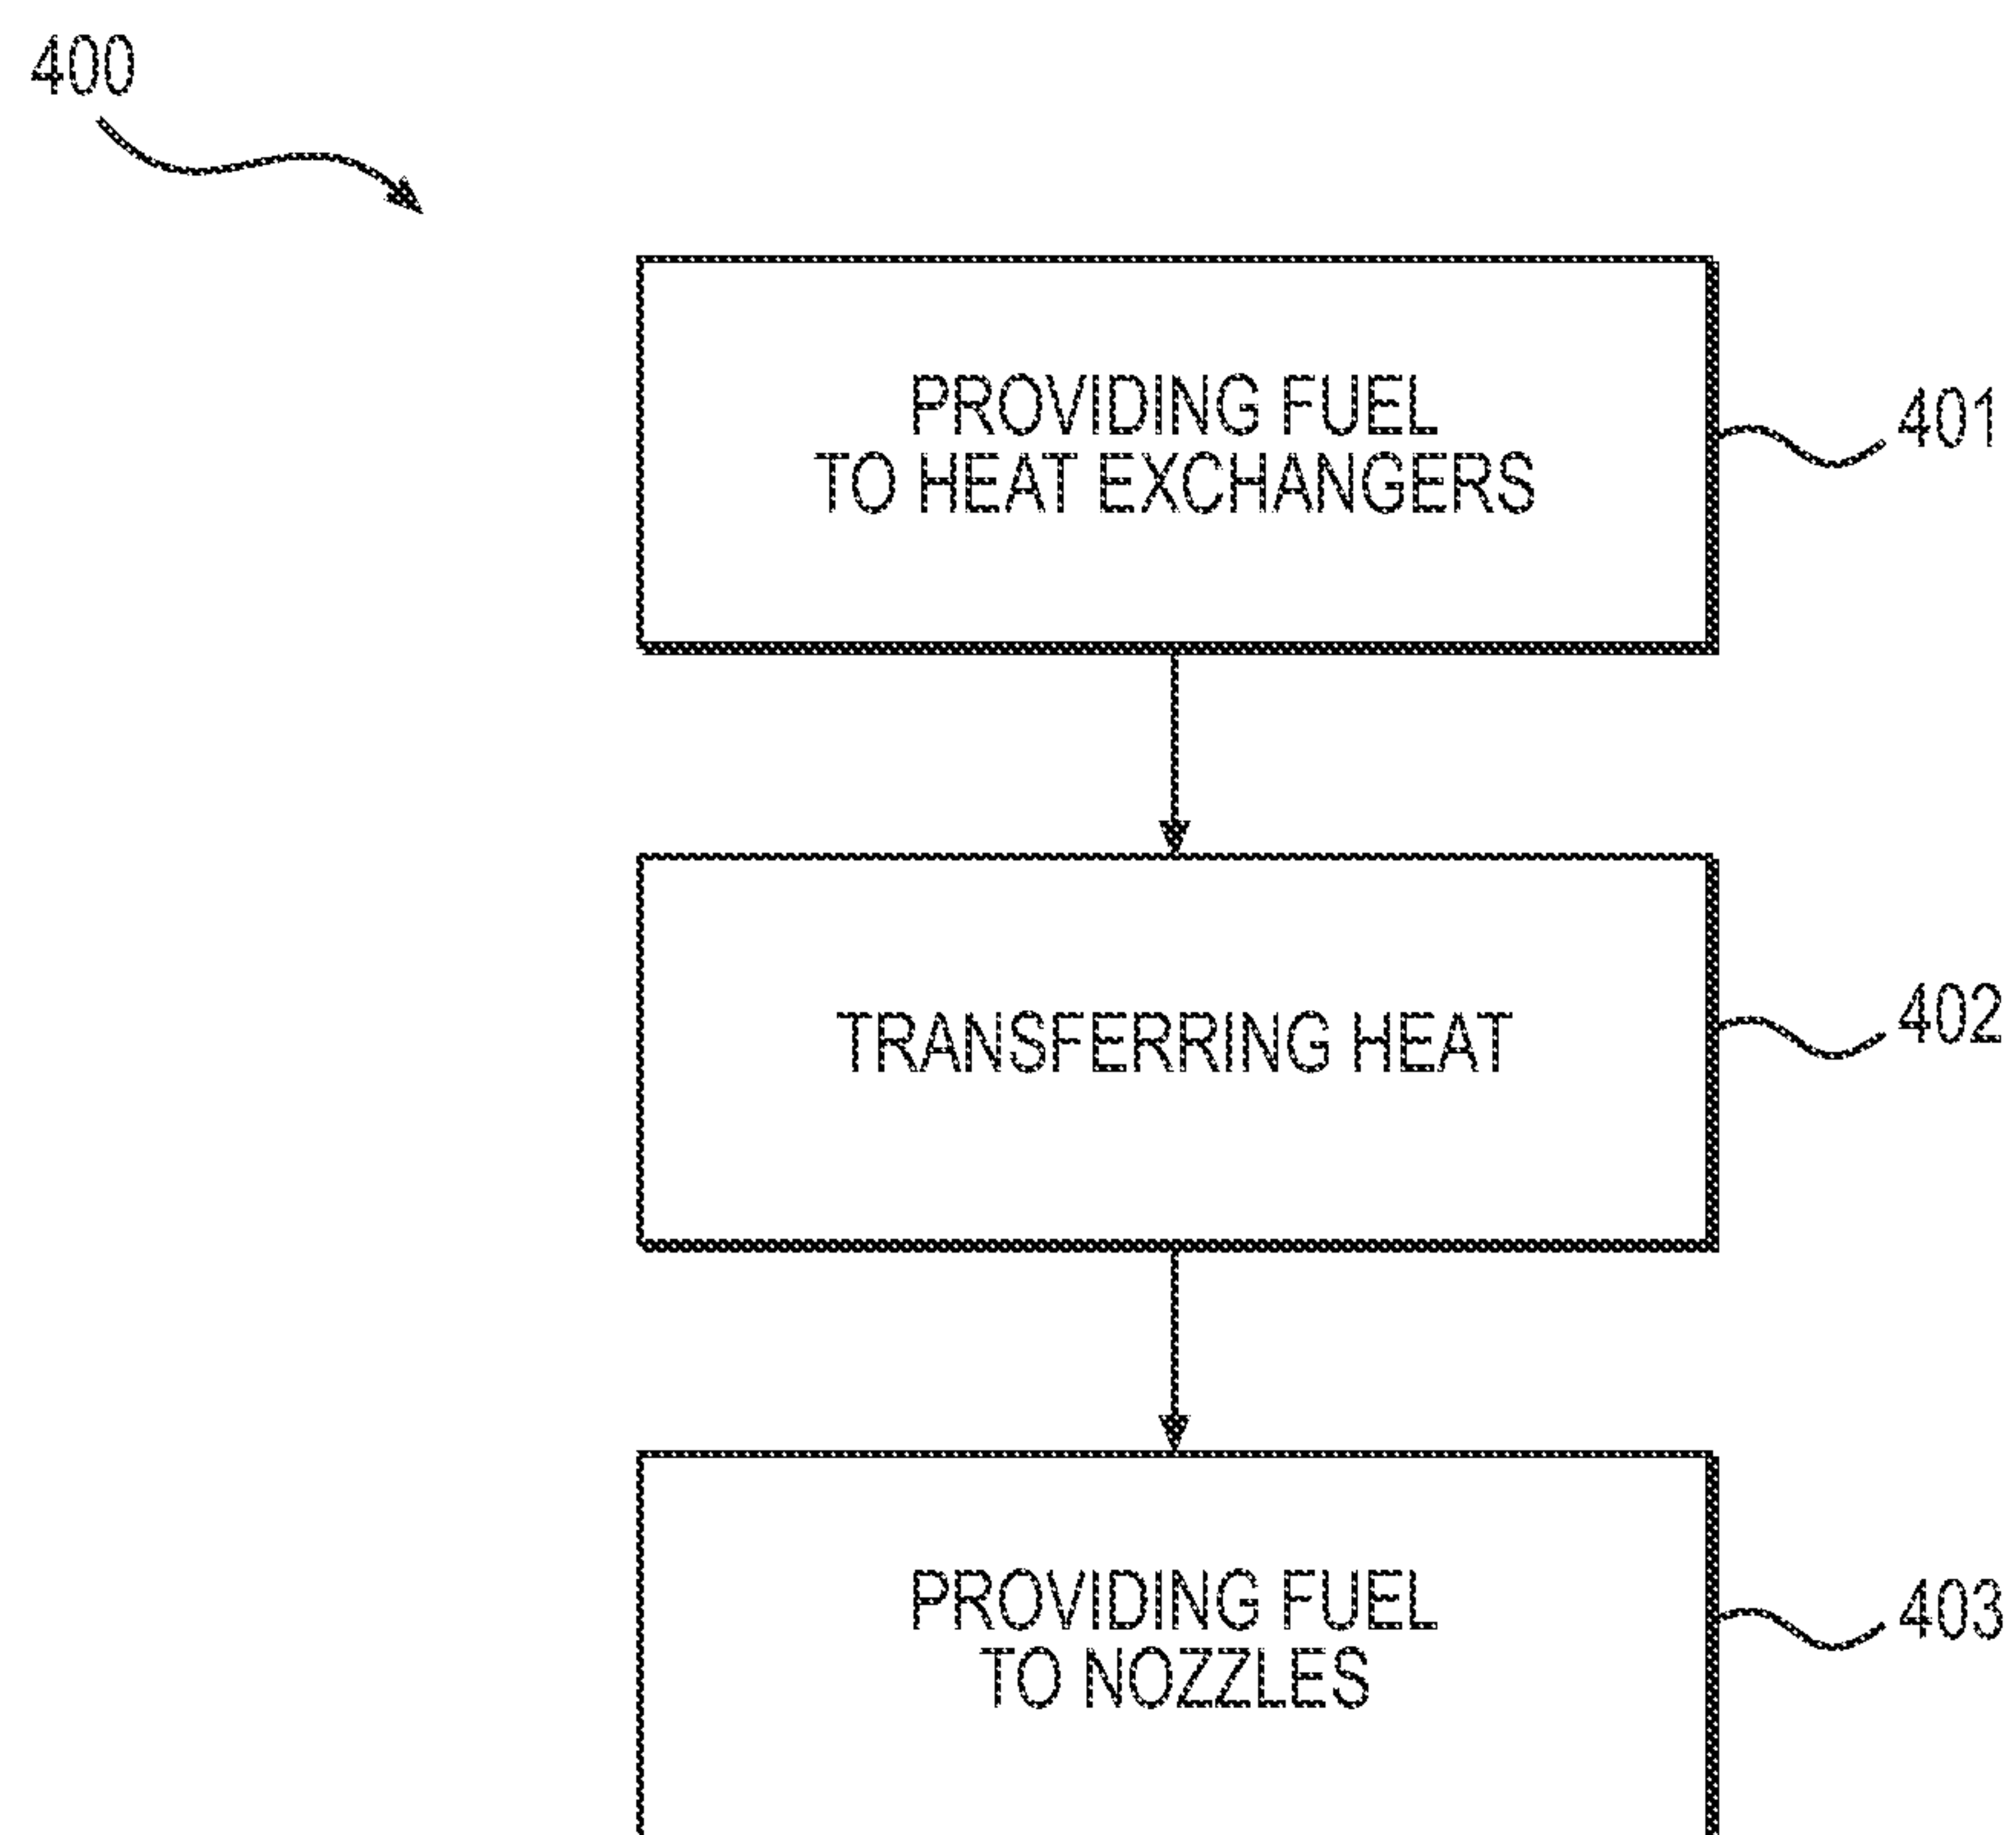 400
PROVIDING FUEL
TO HEAT EXCHANGERS
401
TRANSFERRING HEAT
402
PROVIDING FUEL
TO NOZZLES
403